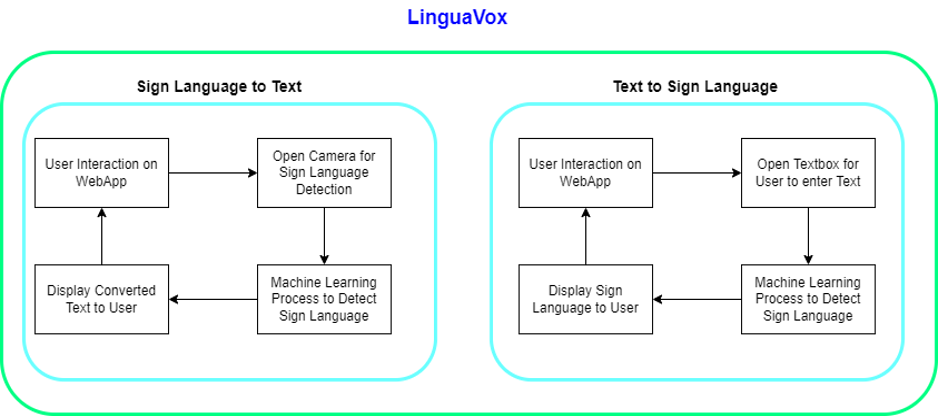 LinguaVox
Sign Language to Text
User Interaction on
WebApp
Open Camera for
Sign Language
Detection
Machine Learning
Process to Detect
Sign Language
Display Converted
Text to User
Text to Sign Language
User Interaction on
WebApp
Open Textbox for
User to enter Text
Machine Learning
Process to Detect
Sign Language
Display Sign
Language to User